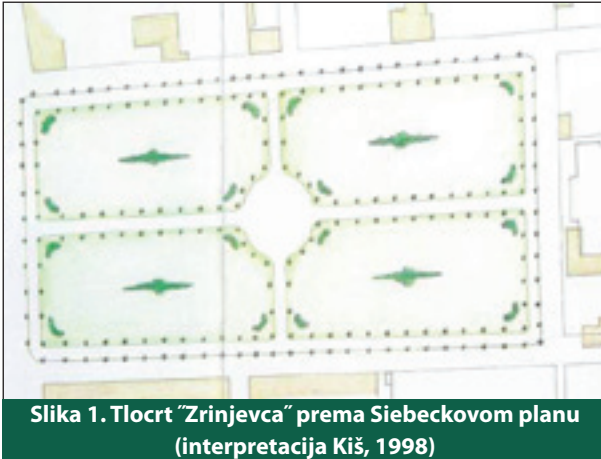 Slika 1. Tlocrt ˝Zrinjevca˝ prema Siebeckovom planu
(interpretacija Kiš, 1998)